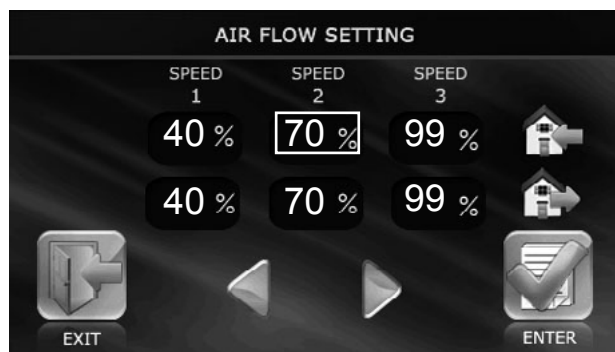 AIR FLOW SETTING
SPEED SPEED SPEED
1 2 3
40 % 70 % 99 %
40 % 70 % 99 %
EXIT ENTER